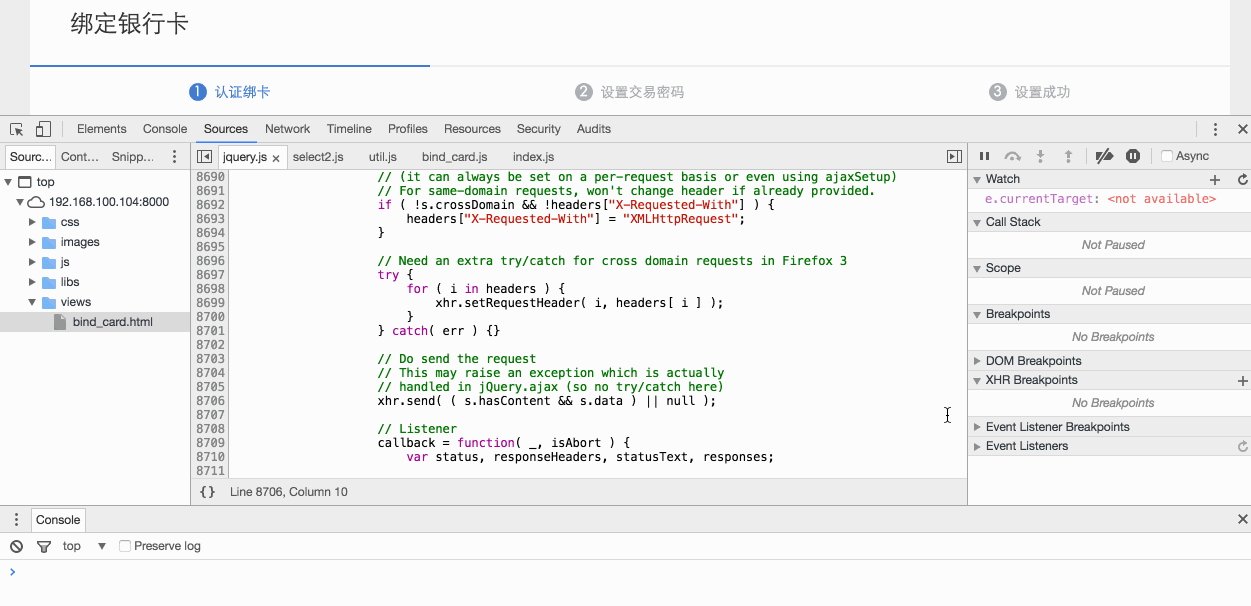 绑定银行卡
1 认证绑卡 2 设置交易密码 3 设置成功
Elements Console Sources Network Timeline Profiles Resources Security Audits
Sourc... Cont... Snipp... jquery.js × select2.js util.js bind_card.js index.js Async
top
192.168.100.104:8000
css
images
js
libs
views
bind_card.html
8690 // (it can always be set on a per-request basis or even using ajaxSetup)
8691 // For same-domain requests, won't change header if already provided.
8692 if ( !s.crossDomain && !headers["X-Requested-With"] ) {
8693 headers["X-Requested-With"] = "XMLHttpRequest";
8694 }
8695
8696 // Need an extra try/catch for cross domain requests in Firefox 3
8697 try {
8698 for ( i in headers ) {
8699 xhr.setRequestHeader( i, headers[ i ] );
8700 }
8701 } catch( err ) {}
8702
8703 // Do send the request
8704 // This may raise an exception which is actually
8705 // handled in jQuery.ajax (so no try/catch here)
8706 xhr.send( ( s.hasContent && s.data ) || null );
8707
8708 // Listener
8709 callback = function( _, isAbort ) {
8710 var status, responseHeaders, statusText, responses;
8711
{} Line 8706, Column 10
Watch
e.currentTarget: <not available>
Call Stack
Not Paused
Scope
Not Paused
Breakpoints
No Breakpoints
DOM Breakpoints
XHR Breakpoints
No Breakpoints
Event Listener Breakpoints
Event Listeners
Console
top Preserve log